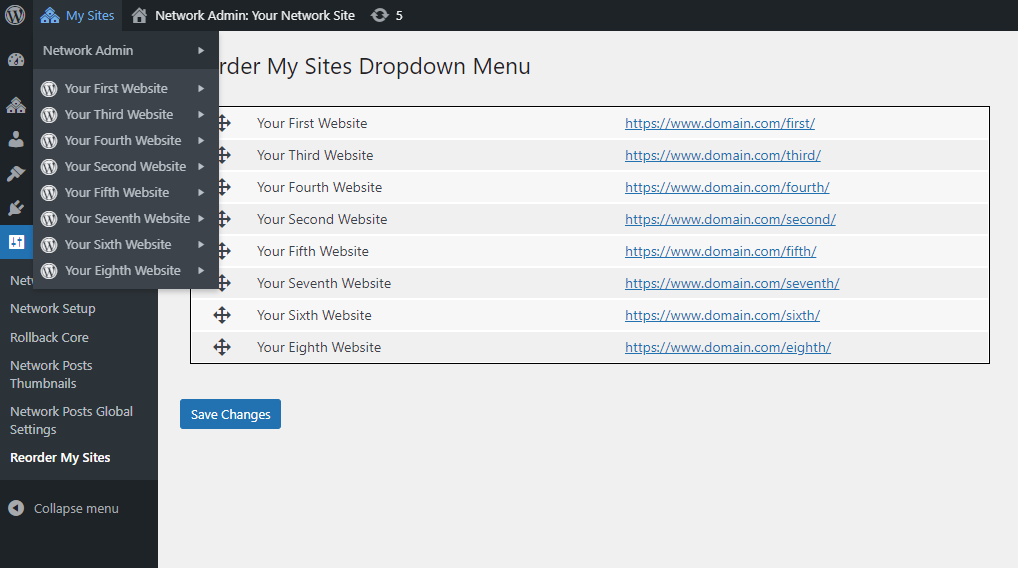 My Sites
Network Admin: Your Network Site
5
Network Admin
Your First Website
Your Third Website
Your Fourth Website
Your Second Website
Your Fifth Website
Your Seventh Website
Your Sixth Website
Your Eighth Website
Network Setup
Rollback Core
Network Posts
Thumbnails
Network Posts Global
Settings
Reorder My Sites
Collapse menu
rder My Sites Dropdown Menu
Your First Website https://www.domain.com/first/
Your Third Website https://www.domain.com/third/
Your Fourth Website https://www.domain.com/fourth/
Your Second Website https://www.domain.com/second/
Your Fifth Website https://www.domain.com/fifth/
Your Seventh Website https://www.domain.com/seventh/
Your Sixth Website https://www.domain.com/sixth/
Your Eighth Website https://www.domain.com/eighth/
Save Changes